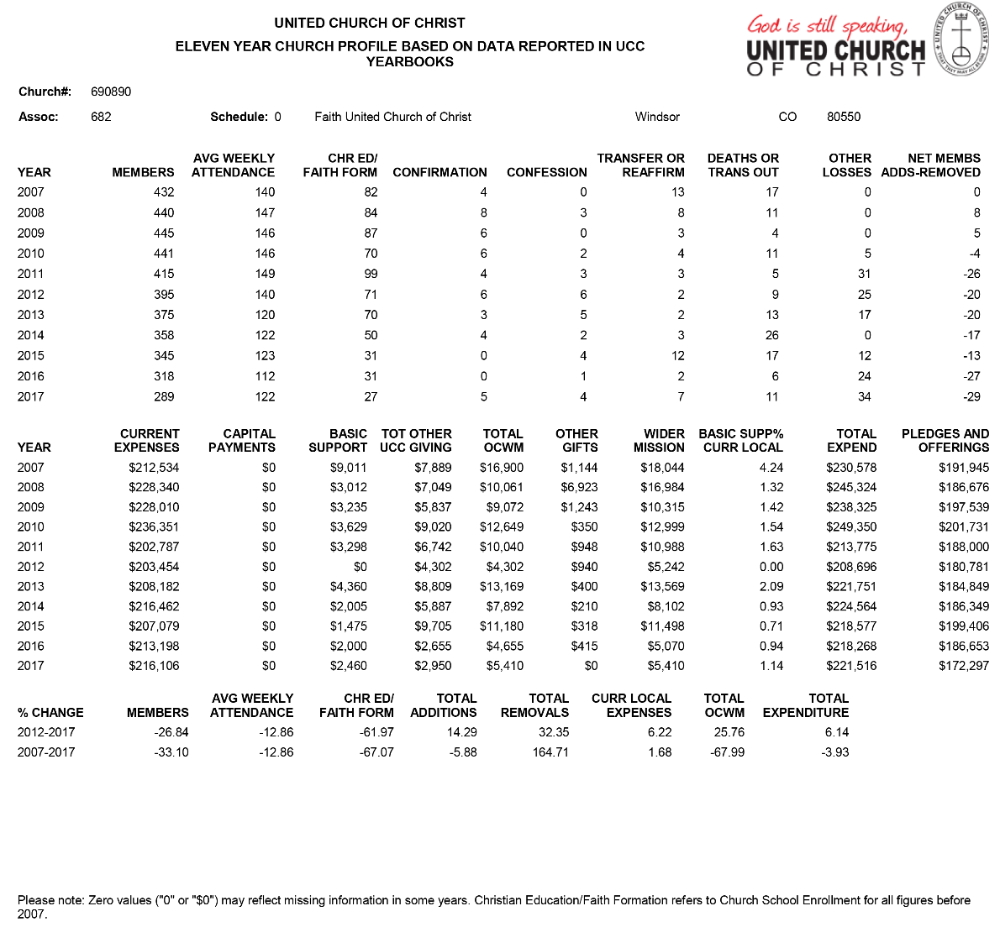 UNITED CHURCH OF CHRIST
ELEVEN YEAR CHURCH PROFILE BASED ON DATA REPORTED IN UCC
YEARBOOKS
God is still speaking,
UNITED CHURCH
OF CHRIST
UNITED CHURCH OF CHRIST
THAT THEY MAY ALL BE ONE
Church#: 690890
Assoc: 682 Schedule: 0 Faith United Church of Christ Windsor CO 80550
AVG WEEKLY CHR ED/ TRANSFER OR DEATHS OR OTHER NET MEMBS
YEAR MEMBERS ATTENDANCE FAITH FORM CONFIRMATION CONFESSION REAFFIRM TRANS OUT LOSSES ADDS-REMOVED
2007 432 140 82 4 0 13 17 0 0
2008 440 147 84 8 3 8 11 0 8
2009 445 146 87 6 0 3 4 0 5
2010 441 146 70 6 2 4 11 5 -4
2011 415 149 99 4 3 3 5 31 -26
2012 395 140 71 6 6 2 9 25 -20
2013 375 120 70 3 5 2 13 17 -20
2014 358 122 50 4 2 3 26 0 -17
2015 345 123 31 0 4 12 17 12 -13
2016 318 112 31 0 1 2 6 24 -27
2017 289 122 27 5 4 7 11 34 -29
CURRENT CAPITAL BASIC TOT OTHER TOTAL OTHER WIDER BASIC SUPP% TOTAL PLEDGES AND
YEAR EXPENSES PAYMENTS SUPPORT UCC GIVING OCWM GIFTS MISSION CURR LOCAL EXPEND OFFERINGS
2007 $212,534 $0 $9,011 $7,889 $16,900 $1,144 $18,044 4.24 $230,578 $191,945
2008 $228,340 $0 $3,012 $7,049 $10,061 $6,923 $16,984 1.32 $245,324 $186,676
2009 $228,010 $0 $3,235 $5,837 $9,072 $1,243 $10,315 1.42 $238,325 $197,539
2010 $236,351 $0 $3,629 $9,020 $12,649 $350 $12,999 1.54 $249,350 $201,731
2011 $202,787 $0 $3,298 $6,742 $10,040 $948 $10,988 1.63 $213,775 $188,000
2012 $203,454 $0 $0 $4,302 $4,302 $940 $5,242 0.00 $208,696 $180,781
2013 $208,182 $0 $4,360 $8,809 $13,169 $400 $13,569 2.09 $221,751 $184,849
2014 $216,462 $0 $2,005 $5,887 $7,892 $210 $8,102 0.93 $224,564 $186,349
2015 $207,079 $0 $1,475 $9,705 $11,180 $318 $11,498 0.71 $218,577 $199,406
2016 $213,198 $0 $2,000 $2,655 $4,655 $415 $5,070 0.94 $218,268 $186,653
2017 $216,106 $0 $2,460 $2,950 $5,410 $0 $5,410 1.14 $221,516 $172,297
AVG WEEKLY CHR ED/ TOTAL TOTAL CURR LOCAL TOTAL TOTAL
% CHANGE MEMBERS ATTENDANCE FAITH FORM ADDITIONS REMOVALS EXPENSES OCWM EXPENDITURE
2012-2017 -26.84 -12.86 -61.97 14.29 32.35 6.22 25.76 6.14
2007-2017 -33.10 -12.86 -67.07 -5.88 164.71 1.68 -67.99 -3.93
Please note: Zero values ("0" or "$0") may reflect missing information in some years. Christian Education/Faith Formation refers to Church School Enrollment for all figures before
2007.